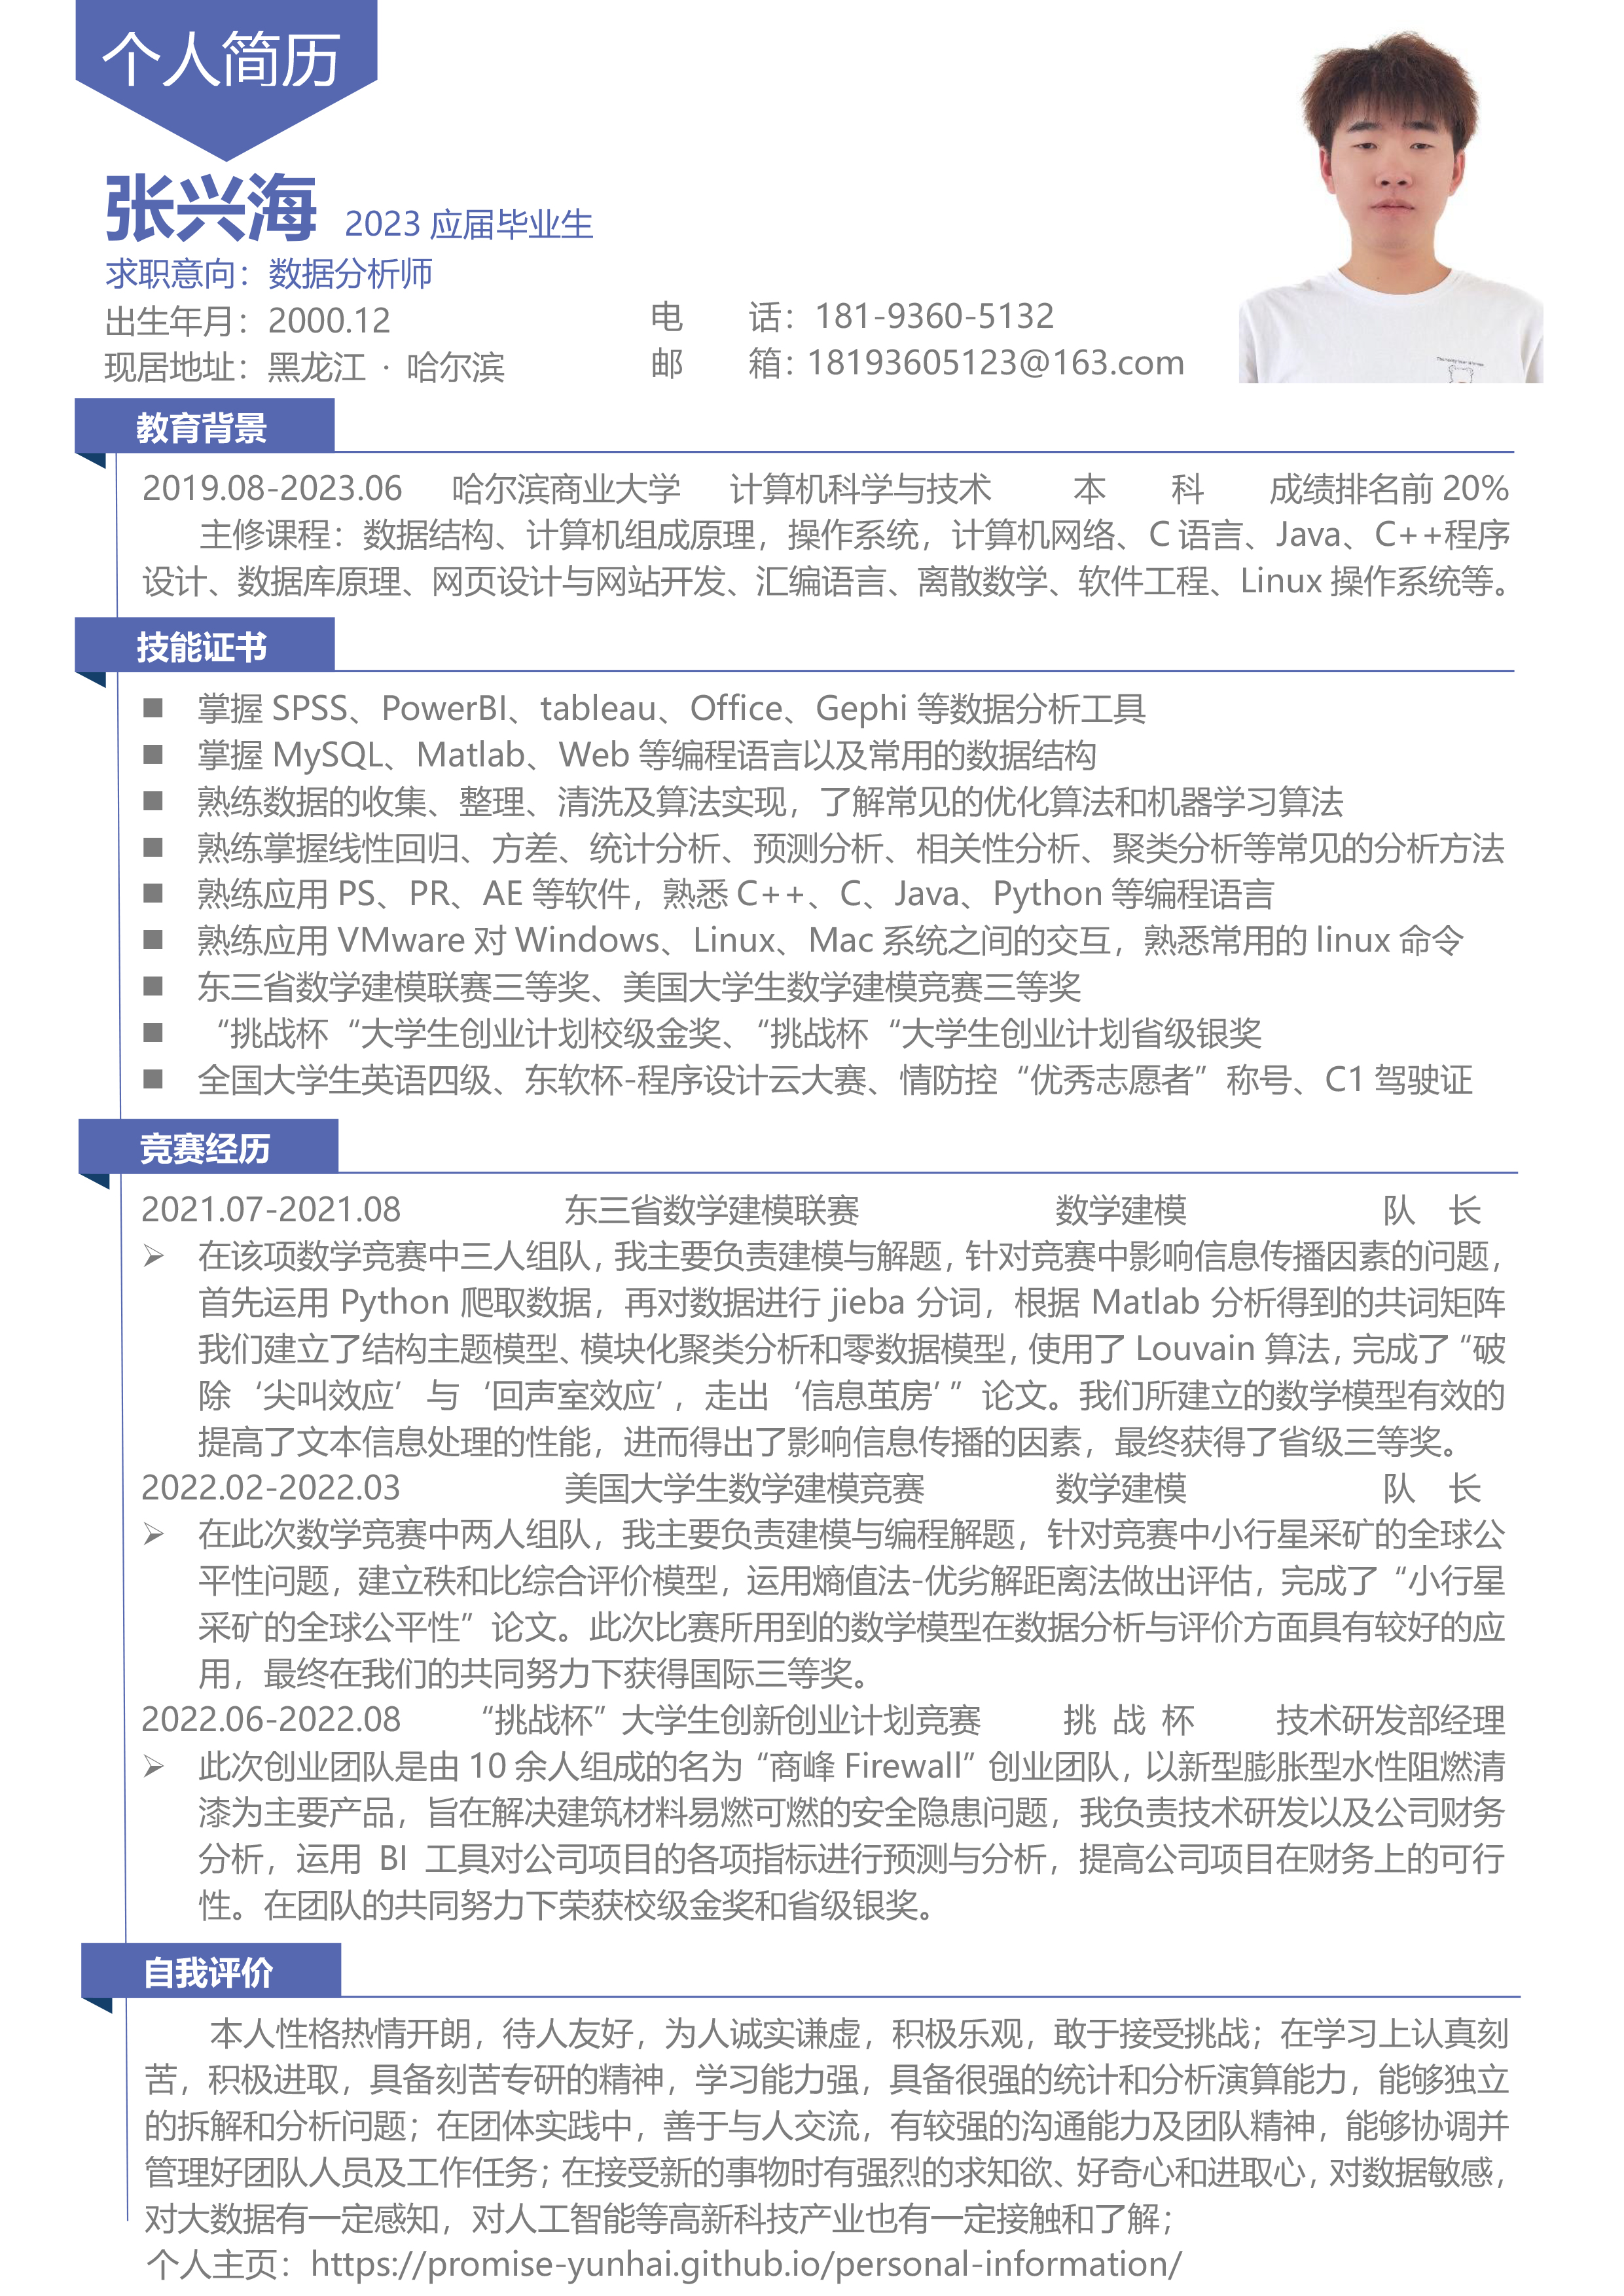 个人简历
张兴海 2023 应届毕业生
求职意向：数据分析师
出生年月：2000.12 电 话：181-9360-5132
现居地址：黑龙江 · 哈尔滨 邮 箱：18193605123@163.com
教育背景
2019.08-2023.06 哈尔滨商业大学 计算机科学与技术 本 科 成绩排名前 20%
主修课程：数据结构、计算机组成原理，操作系统，计算机网络、C 语言、Java、C++程序
设计、数据库原理、网页设计与网站开发、汇编语言、离散数学、软件工程、Linux 操作系统等。
技能证书
■ 掌握 SPSS、PowerBI、tableau、Office、Gephi 等数据分析工具
■ 掌握 MySQL、Matlab、Web 等编程语言以及常用的数据结构
■ 熟练数据的收集、整理、清洗及算法实现，了解常见的优化算法和机器学习算法
■ 熟练掌握线性回归、方差、统计分析、预测分析、相关性分析、聚类分析等常见的分析方法
■ 熟练应用 PS、PR、AE 等软件，熟悉 C++、C、Java、Python 等编程语言
■ 熟练应用 VMware 对 Windows、Linux、Mac 系统之间的交互，熟悉常用的 linux 命令
■ 东三省数学建模联赛三等奖、美国大学生数学建模竞赛三等奖
■ “挑战杯“大学生创业计划校级金奖、“挑战杯“大学生创业计划省级银奖
■ 全国大学生英语四级、东软杯-程序设计云大赛、情防控“优秀志愿者”称号、C1 驾驶证
竞赛经历
2021.07-2021.08 东三省数学建模联赛 数学建模 队 长
➢ 在该项数学竞赛中三人组队，我主要负责建模与解题，针对竞赛中影响信息传播因素的问题，
首先运用 Python 爬取数据，再对数据进行 jieba 分词，根据 Matlab 分析得到的共词矩阵
我们建立了结构主题模型、模块化聚类分析和零数据模型，使用了 Louvain 算法，完成了“破
除‘尖叫效应’与‘回声室效应’，走出‘信息茧房’”论文。我们所建立的数学模型有效的
提高了文本信息处理的性能，进而得出了影响信息传播的因素，最终获得了省级三等奖。
2022.02-2022.03 美国大学生数学建模竞赛 数学建模 队 长
➢ 在此次数学竞赛中两人组队，我主要负责建模与编程解题，针对竞赛中小行星采矿的全球公
平性问题，建立秩和比综合评价模型，运用熵值法-优劣解距离法做出评估，完成了“小行星
采矿的全球公平性”论文。此次比赛所用到的数学模型在数据分析与评价方面具有较好的应
用，最终在我们的共同努力下获得国际三等奖。
2022.06-2022.08 “挑战杯”大学生创新创业计划竞赛 挑 战 杯 技术研发部经理
➢ 此次创业团队是由 10 余人组成的名为“商峰 Firewall”创业团队，以新型膨胀型水性阻燃清
漆为主要产品，旨在解决建筑材料易燃可燃的安全隐患问题，我负责技术研发以及公司财务
分析，运用 BI 工具对公司项目的各项指标进行预测与分析，提高公司项目在财务上的可行
性。在团队的共同努力下荣获校级金奖和省级银奖。
自我评价
本人性格热情开朗，待人友好，为人诚实谦虚，积极乐观，敢于接受挑战；在学习上认真刻
苦，积极进取，具备刻苦专研的精神，学习能力强，具备很强的统计和分析演算能力，能够独立
的拆解和分析问题；在团体实践中，善于与人交流，有较强的沟通能力及团队精神，能够协调并
管理好团队人员及工作任务；在接受新的事物时有强烈的求知欲、好奇心和进取心，对数据敏感，
对大数据有一定感知，对人工智能等高新科技产业也有一定接触和了解；
个人主页：https://promise-yunhai.github.io/personal-information/